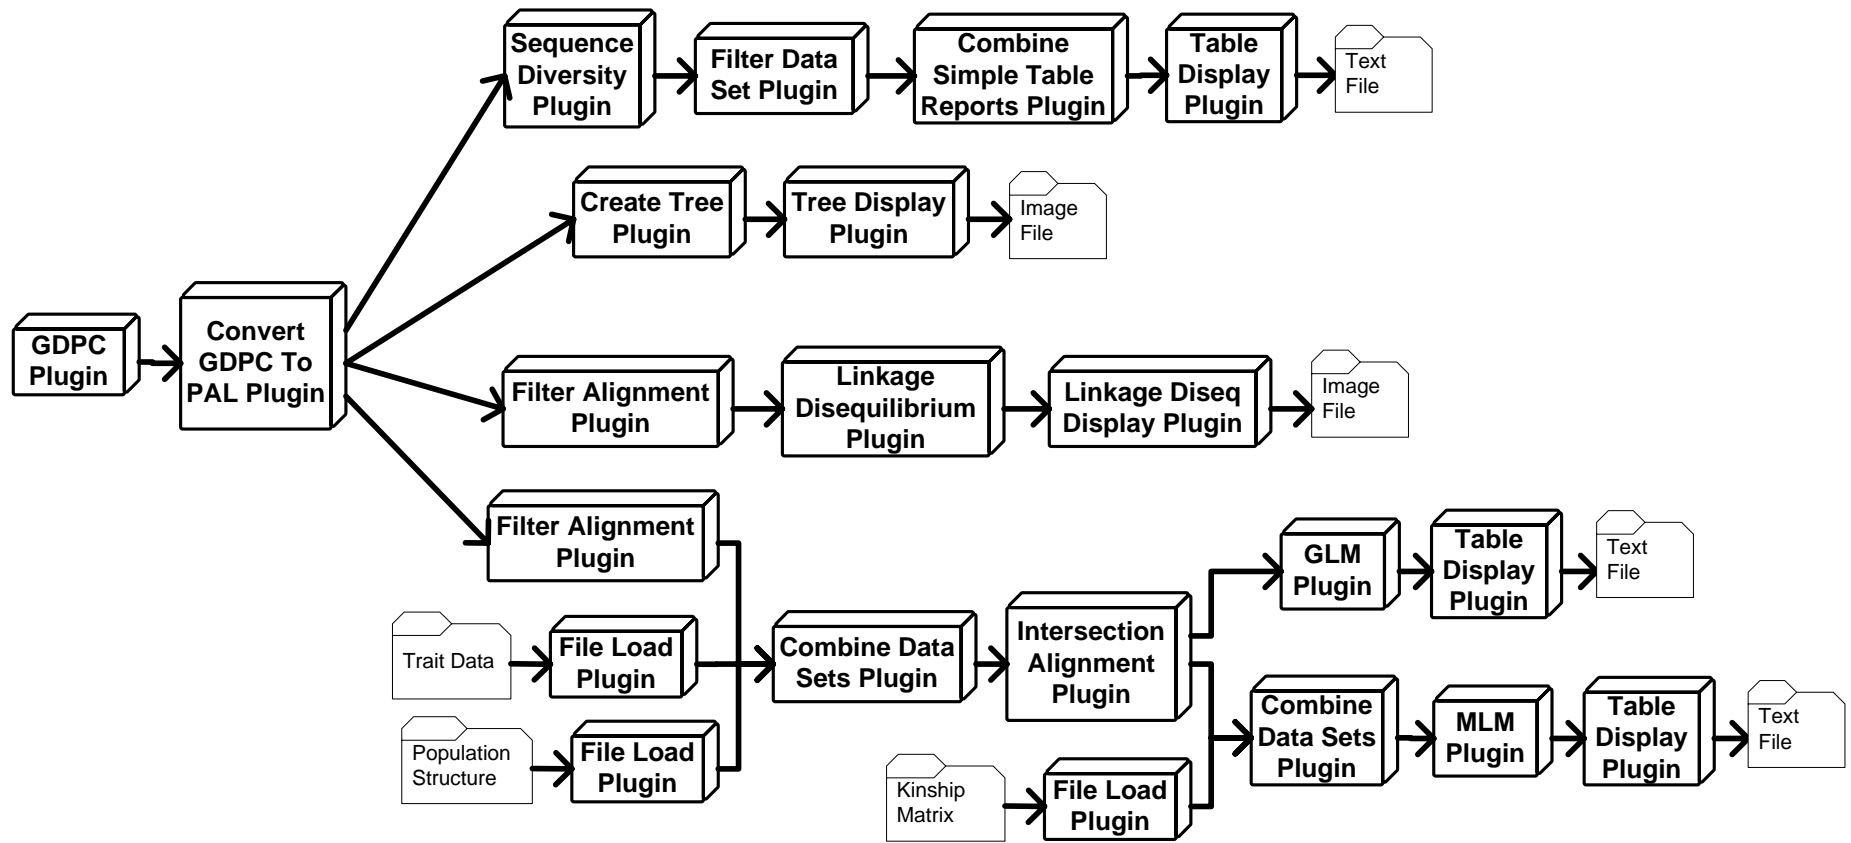 Sequence
Diversity
Plugin
Filter Data
Set Plugin
Combine
Simple Table
Reports Plugin
Table
Display
Plugin
Text
File
Create Tree
Plugin
Tree Display
Plugin
Image
File
GDPC
Plugin
Convert
GDPC To
PAL Plugin
Filter Alignment
Plugin
Linkage
Disequilibrium
Plugin
Linkage Diseq
Display Plugin
Image
File
Filter Alignment
Plugin
Trait Data
File Load
Plugin
Population
Structure
File Load
Plugin
Combine Data
Sets Plugin
Intersection
Alignment
Plugin
GLM
Plugin
Table
Display
Plugin
Text
File
Kinship
Matrix
File Load
Plugin
Combine
Data Sets
Plugin
MLM
Plugin
Table
Display
Plugin
Text
File